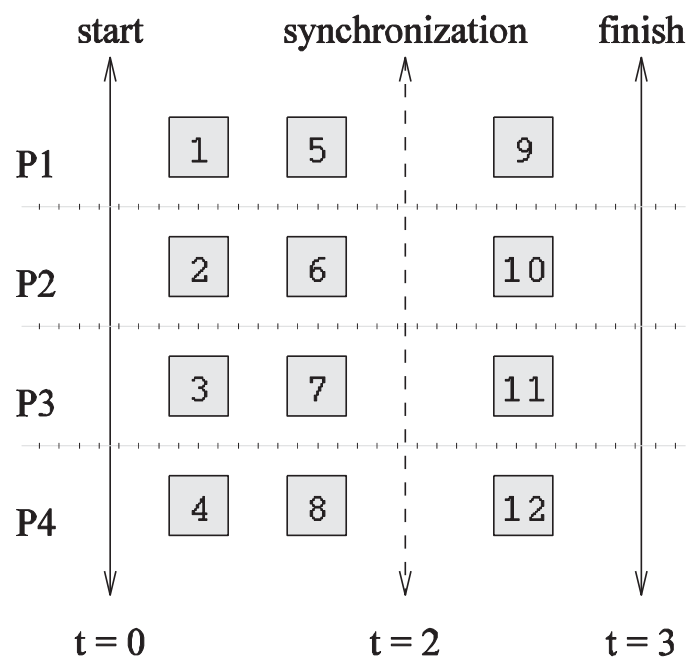 start synchronization finish
P1 1 5 9
P2 2 6 10
P3 3 7 11
P4 4 8 12
t = 0 t = 2 t = 3